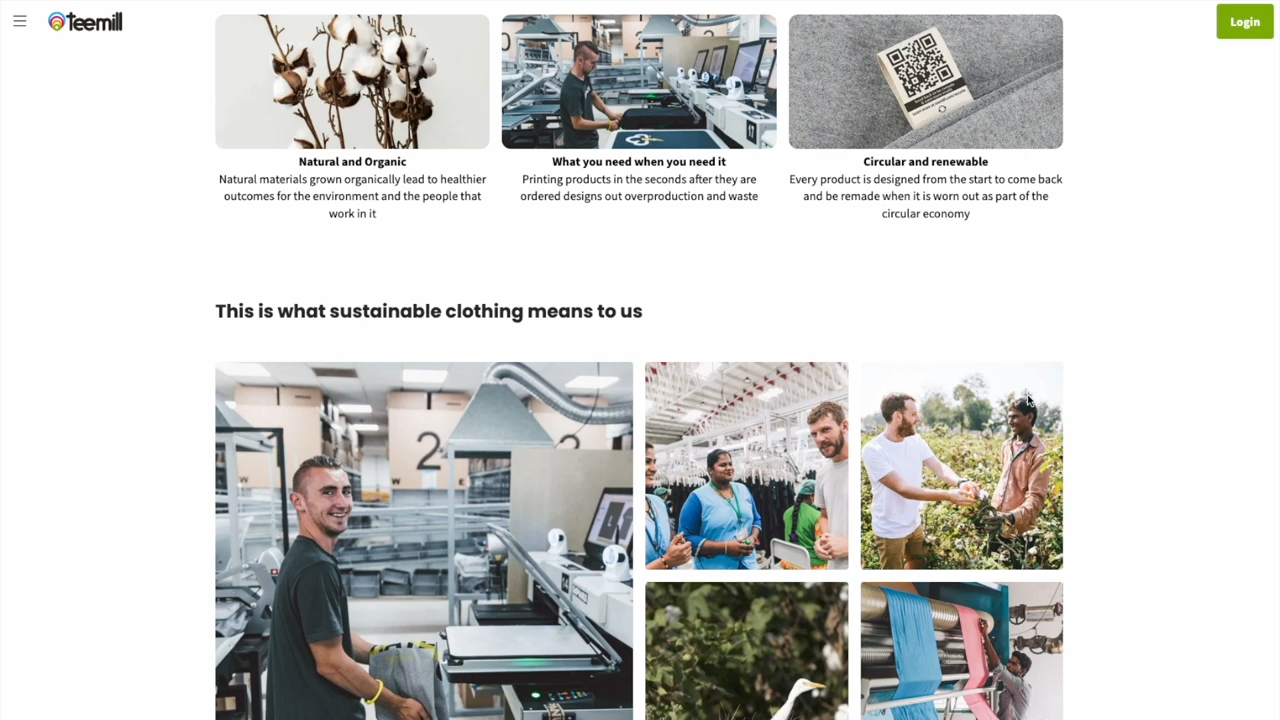 teemill
Login
Natural and Organic
Natural materials grown organically lead to healthier
outcomes for the environment and the people that
work in it
What you need when you need it
Printing products in the seconds after they are
ordered designs out overproduction and waste
Circular and renewable
Every product is designed from the start to come back
and be remade when it is worn out as part of the
circular economy
This is what sustainable clothing means to us
2